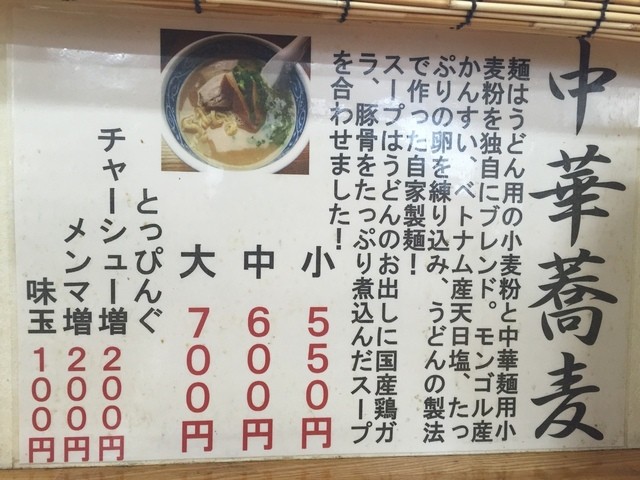 中華蕎麦
麺はうどん用の小麦粉と中華麺用小
麦粉を独自にブレンド。モンゴル産
かんすい、ベトナム産天日塩、たっ
ぷりの卵を練り込み、うどんの製法
で作った自家製麺！
スープはうどんのお出しに国産鶏ガ
ラ、豚骨をたっぷり煮込んだスープ
を合わせました！
小　５５０円
中　６００円
大　７００円
とっぴんぐ
チャーシュー増　２００円
メンマ増　２００円
味玉　１００円